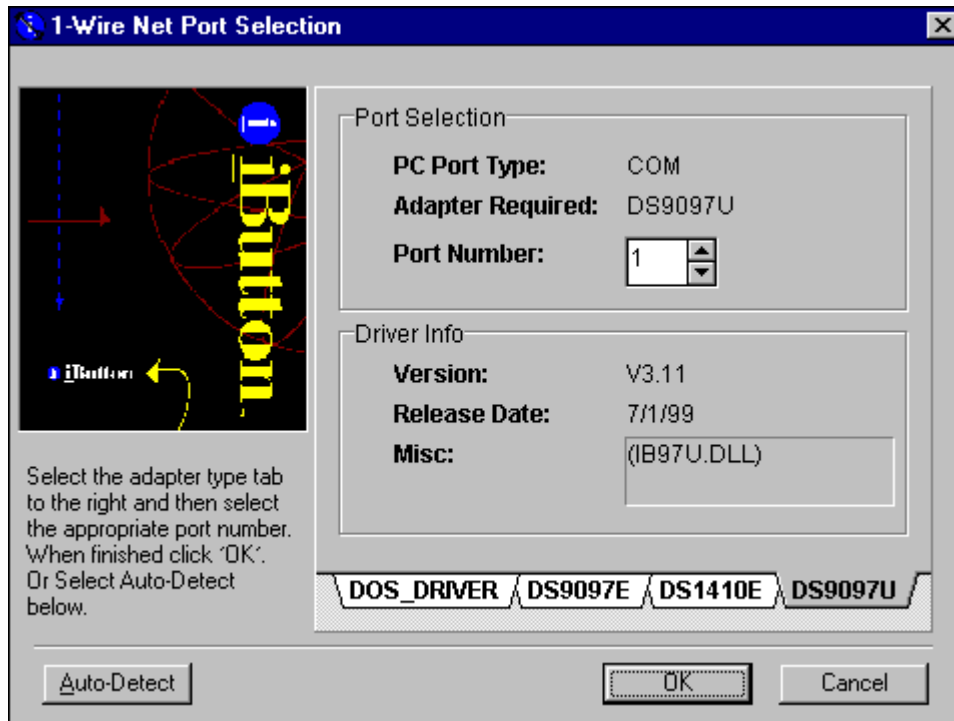 1-Wire Net Port Selection
i
iButton.
iButton
Select the adapter type tab
to the right and then select
the appropriate port number.
When finished click 'OK'.
Or Select Auto-Detect
below.
Port Selection
PC Port Type: COM
Adapter Required: DS9097U
Port Number: 1
Driver Info
Version: V3.11
Release Date: 7/1/99
Misc: (IB97U.DLL)
DOS_DRIVER DS9097E DS1410E DS9097U
Auto-Detect OK Cancel